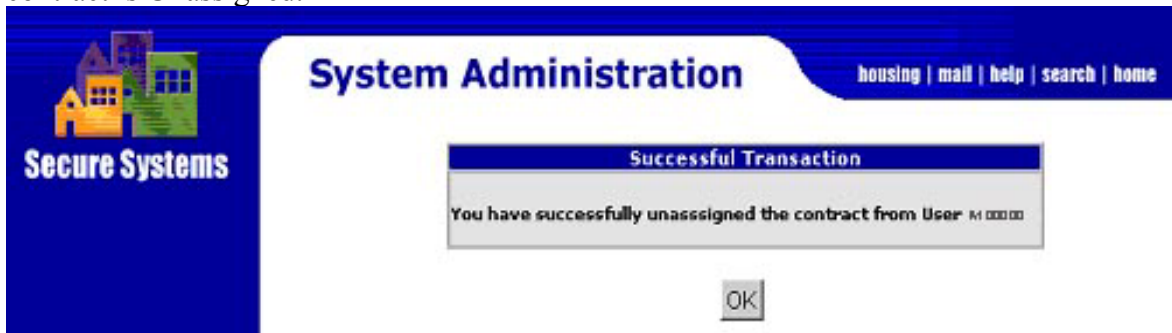 System Administration
housing | mail | help | search | home
Secure Systems
Successful Transaction
You have successfully unasssigned the contract from User
OK